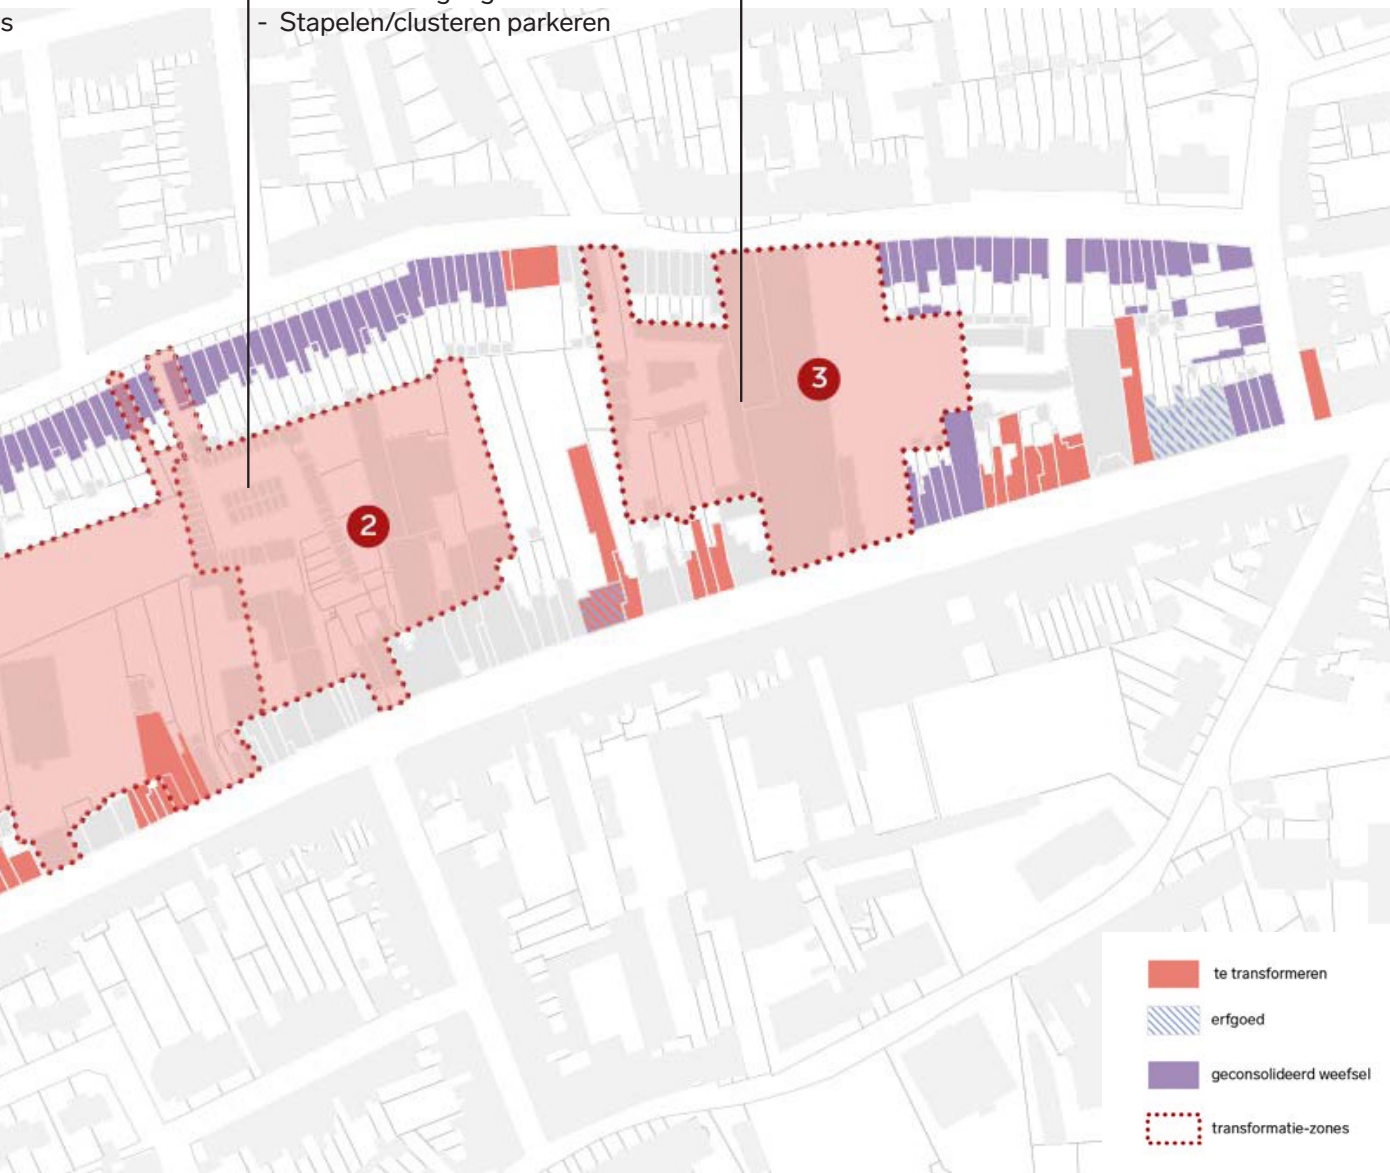 s
- Stapelen/clusteren parkeren
3
2
te transformeren
erfgoed
geconsolideerd weefsel
transformatie-zones